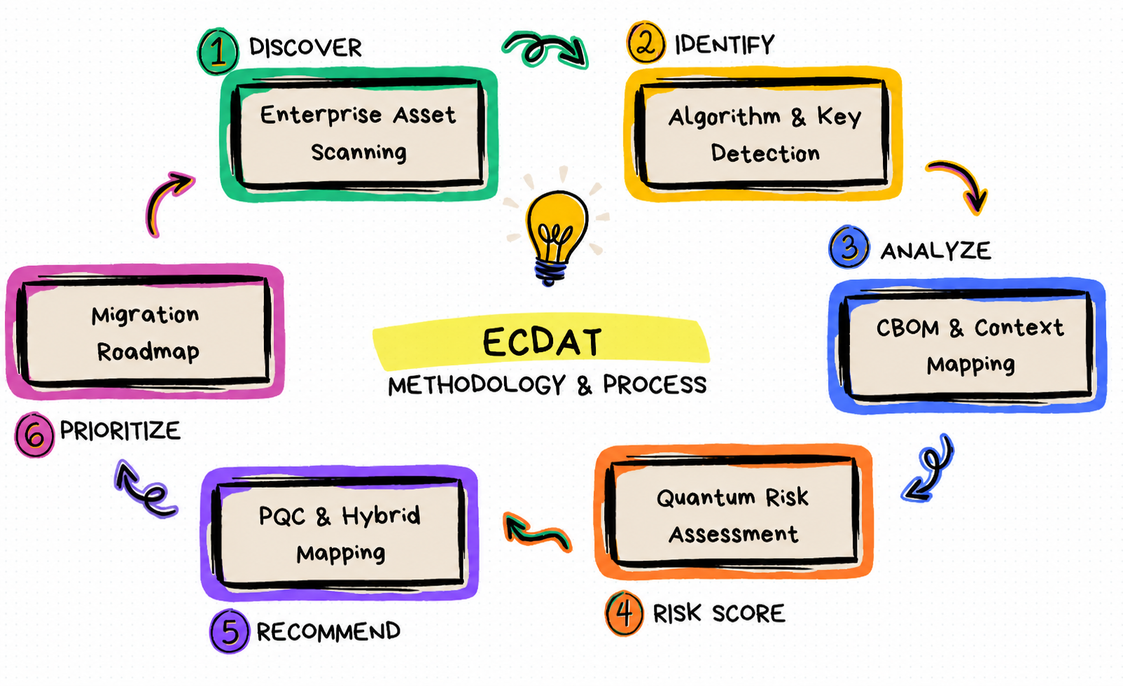 1 DISCOVER
Enterprise Asset
Scanning
2 IDENTIFY
Algorithm & Key
Detection
3 ANALYZE
CBOM & Context
Mapping
4 RISK SCORE
Quantum Risk
Assessment
5 RECOMMEND
PQC & Hybrid
Mapping
6 PRIORITIZE
Migration
Roadmap
ECDAT
METHODOLOGY & PROCESS